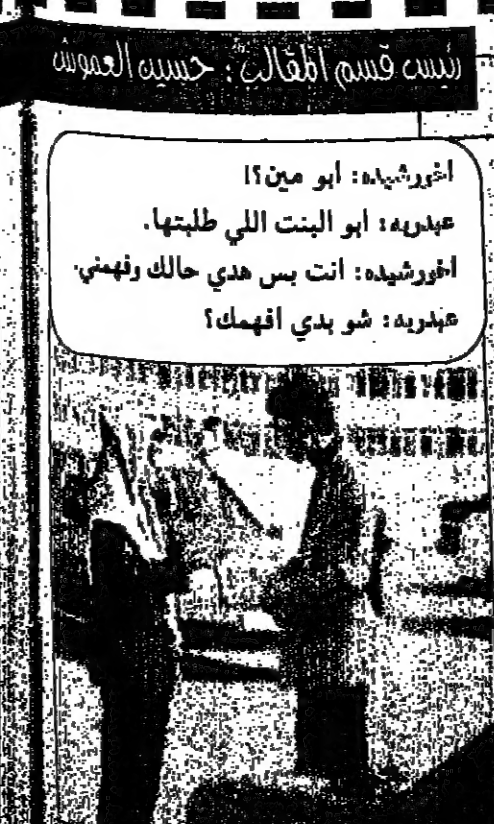 رئيس قسم المقالب: حسين العموش
اخورشيده: ابو مين؟!
عبدربه: ابو البنت اللي طلبتها.
اخورشيده: انت بس هدي حالك وفهمني.
عبدربه: شو بدي افهمك؟